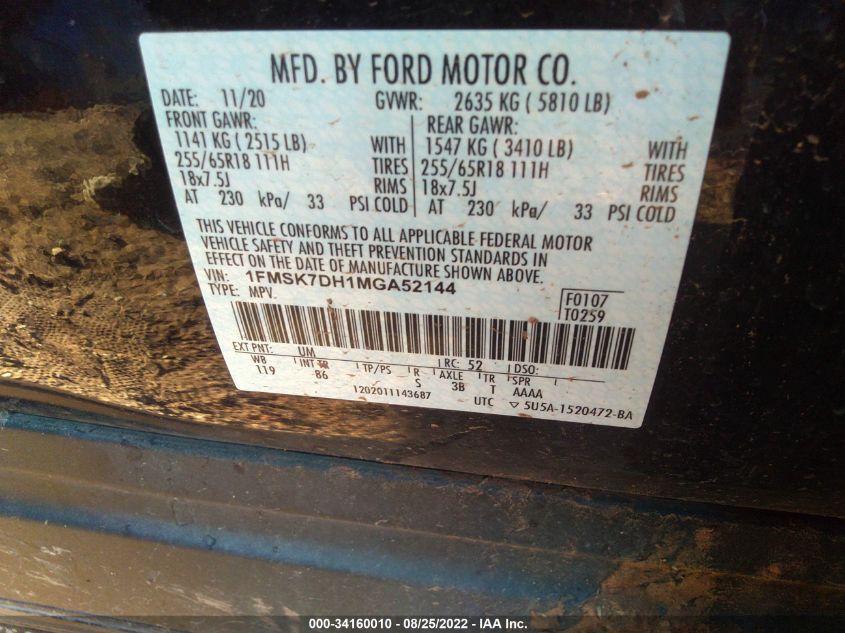 MFD. BY FORD MOTOR CO.
DATE: 11/20 GVWR: 2635 KG ( 5810 LB)
FRONT GAWR: REAR GAWR:
1141 KG ( 2515 LB) WITH 1547 KG ( 3410 LB) WITH
255/65R18 111H TIRES 255/65R18 111H TIRES
18x7.5J RIMS 18x7.5J RIMS
AT 230 kPa/ 33 PSI COLD AT 230 kPa/ 33 PSI COLD
THIS VEHICLE CONFORMS TO ALL APPLICABLE FEDERAL MOTOR
VEHICLE SAFETY AND THEFT PREVENTION STANDARDS IN
EFFECT ON THE DATE OF MANUFACTURE SHOWN ABOVE.
VIN: 1FMSK7DH1MGA52144
TYPE: MPV. F0107
T0259
EXT PNT: UM RC: 52 DSO:
WB INT TR TP/PS R AXLE TR SPR
119 86 S 3B T AAAA
1202011143687 UTC ▽ 5U5A-1520472-BA
000-34160010 - 08/25/2022 - IAA Inc.